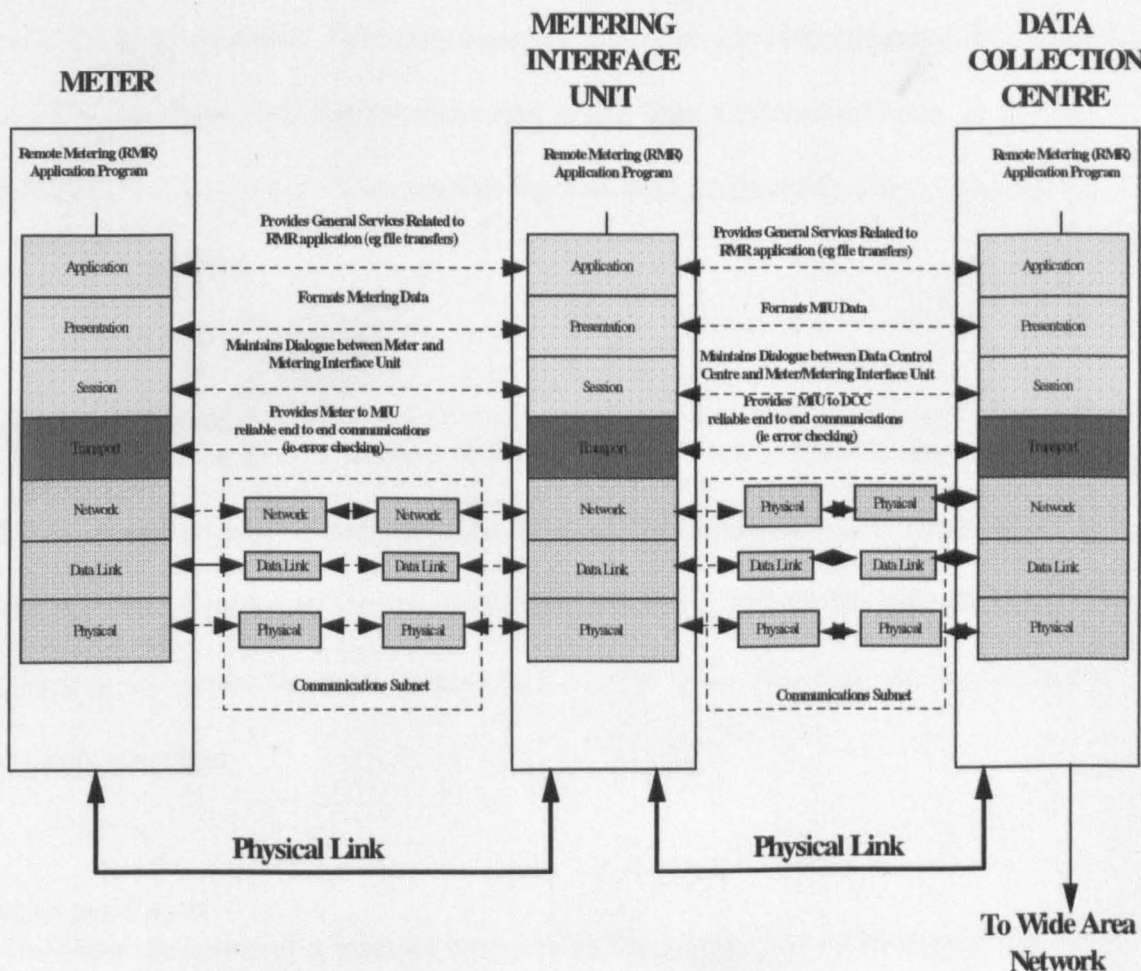 METER
METERING
INTERFACE
UNIT
DATA
COLLECTION
CENTRE
Remote Metering (RMR)
Application Program
Remote Metering (RMR)
Application Program
Remote Metering (RMR)
Application Program
Provides General Services Related to
RMR application (eg file transfers)
Provides General Services Related to
RMR application (eg file transfers)
Application
Application
Application
Formats Metering Data
Formats MIU Data
Presentation
Presentation
Presentation
Maintains Dialogue between Meter and
Metering Interface Unit
Maintains Dialogue between Data Control
Centre and Meter/Metering Interface Unit
Session
Session
Session
Provides Meter to MIU
reliable end to end communications
(ie error checking)
Provides MIU to DCC
reliable end to end communications
(ie error checking)
Transport
Transport
Transport
Network
Network
Network
Network
Physical
Physical
Network
Data Link
Data Link
Data Link
Data Link
Data Link
Data Link
Data Link
Physical
Physical
Physical
Physical
Physical
Physical
Physical
Communications Subnet
Communications Subnet
Physical Link
Physical Link
To Wide Area
Network